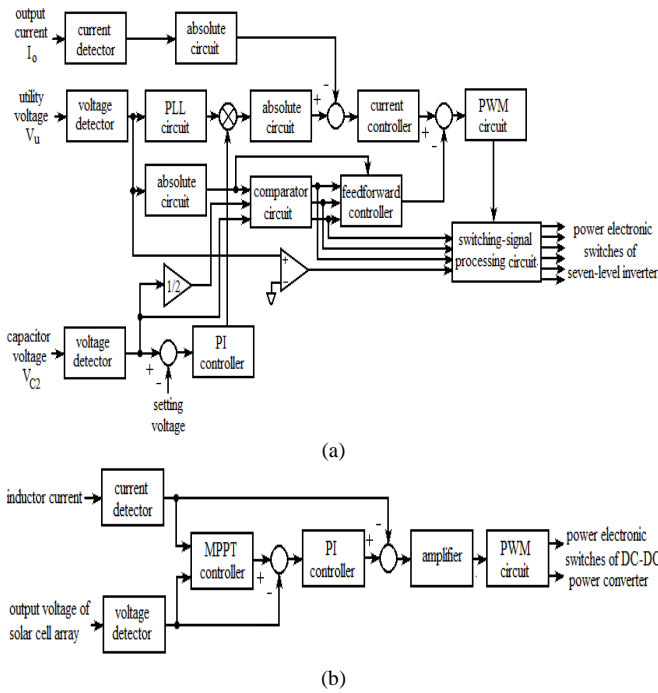 output
current
I_o
current
detector
absolute
circuit
utility
voltage
V_u
voltage
detector
PLL
circuit
absolute
circuit
+
-
current
controller
+
-
PWM
circuit
absolute
circuit
comparator
circuit
feedforward
controller
switching-signal
processing circuit
power electronic
switches of
seven-level inverter
1/2
+
-
capacitor
voltage
V_C2
voltage
detector
+
-
setting
voltage
PI
controller
(a)
inductor current
current
detector
MPPT
controller
+
-
PI
controller
+
-
amplifier
PWM
circuit
power electronic
switches of DC-DC
power converter
output voltage of
solar cell array
voltage
detector
(b)